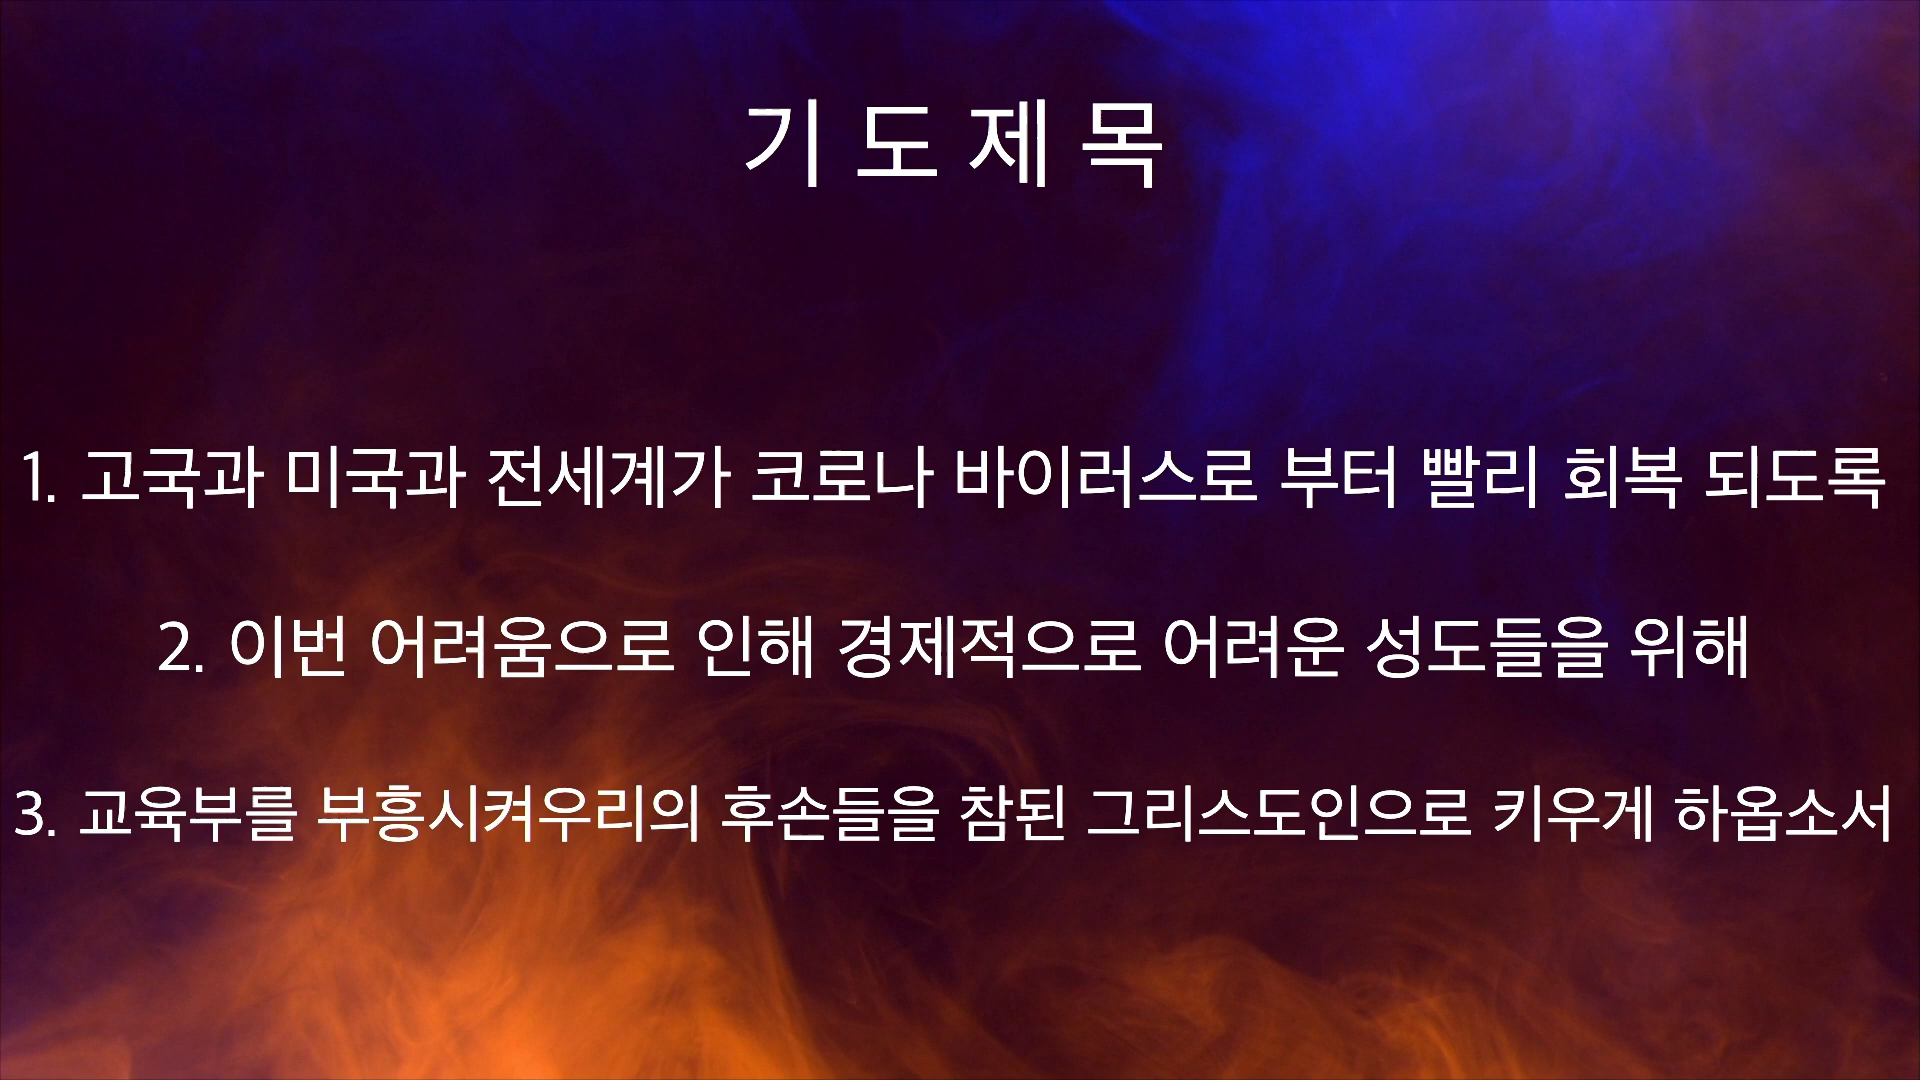 기 도 제 목
1. 고국과 미국과 전세계가 코로나 바이러스로 부터 빨리 회복 되도록
2. 이번 어려움으로 인해 경제적으로 어려운 성도들을 위해
3. 교육부를 부흥시켜우리의 후손들을 참된 그리스도인으로 키우게 하옵소서